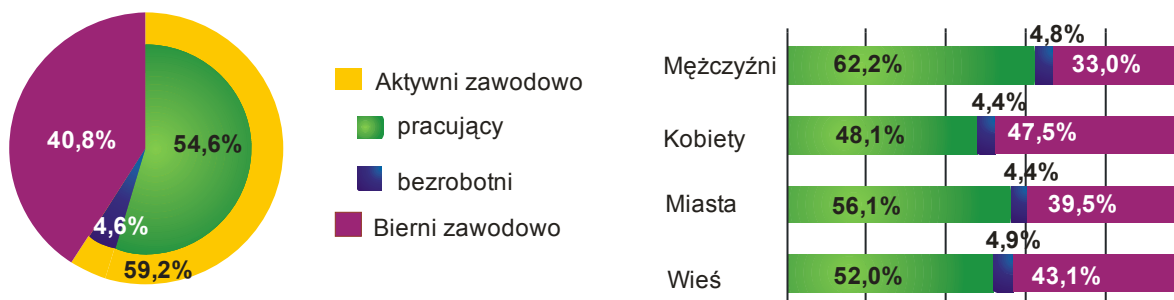 40,8%
54,6%
4,6%
59,2%
Aktywni zawodowo
pracujący
bezrobotni
Bierni zawodowo
4,8%
Mężczyźni 62,2% 33,0%
4,4%
Kobiety 48,1% 47,5%
4,4%
Miasta 56,1% 39,5%
4,9%
Wieś 52,0% 43,1%